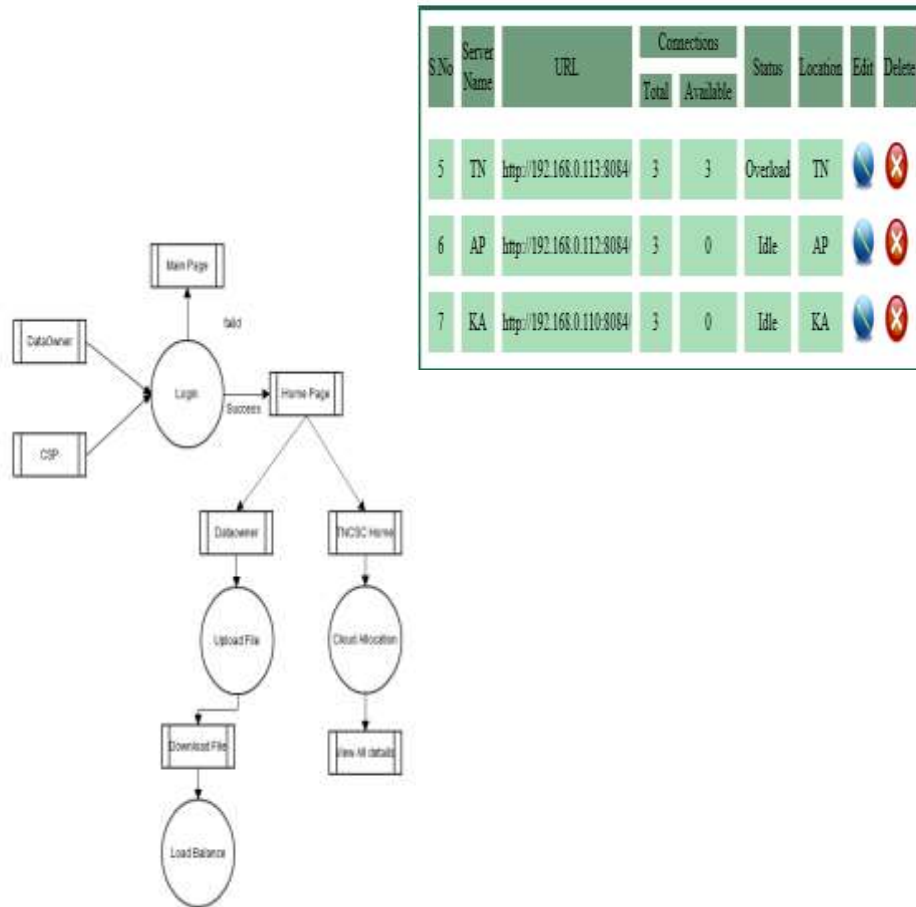 S.No Server Name URL Connections Status Location Edit Delete
Total Available
5 TN http://192.168.0.113:8084/ 3 3 Overload TN
6 AP http://192.168.0.112:8084/ 3 0 Idle AP
7 KA http://192.168.0.110:8084/ 3 0 Idle KA
Main Page
faild
DataOwner
Login
Home Page
Success
CSP
Dataowner
TNCSC Home
Upload File
Cloud Allocation
Download File
View All details
Load Balance